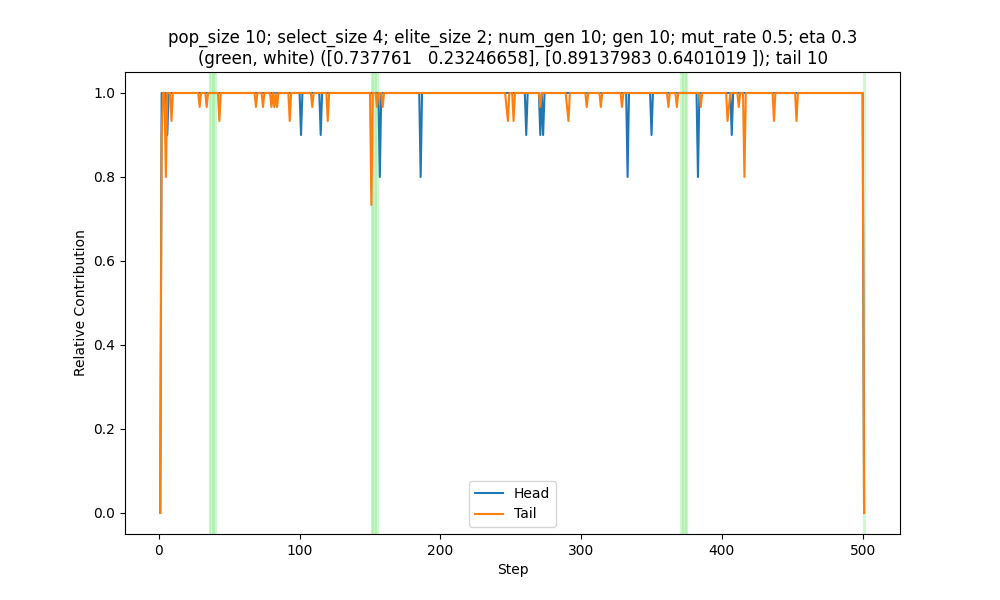 pop_size 10; select_size 4; elite_size 2; num_gen 10; gen 10; mut_rate 0.5; eta 0.3
(green, white) ([0.737761   0.23246658], [0.89137983 0.6401019 ]); tail 10
1.0
0.8
0.6
0.4
0.2
0.0
Relative Contribution
Head
Tail
0
100
200
300
400
500
Step